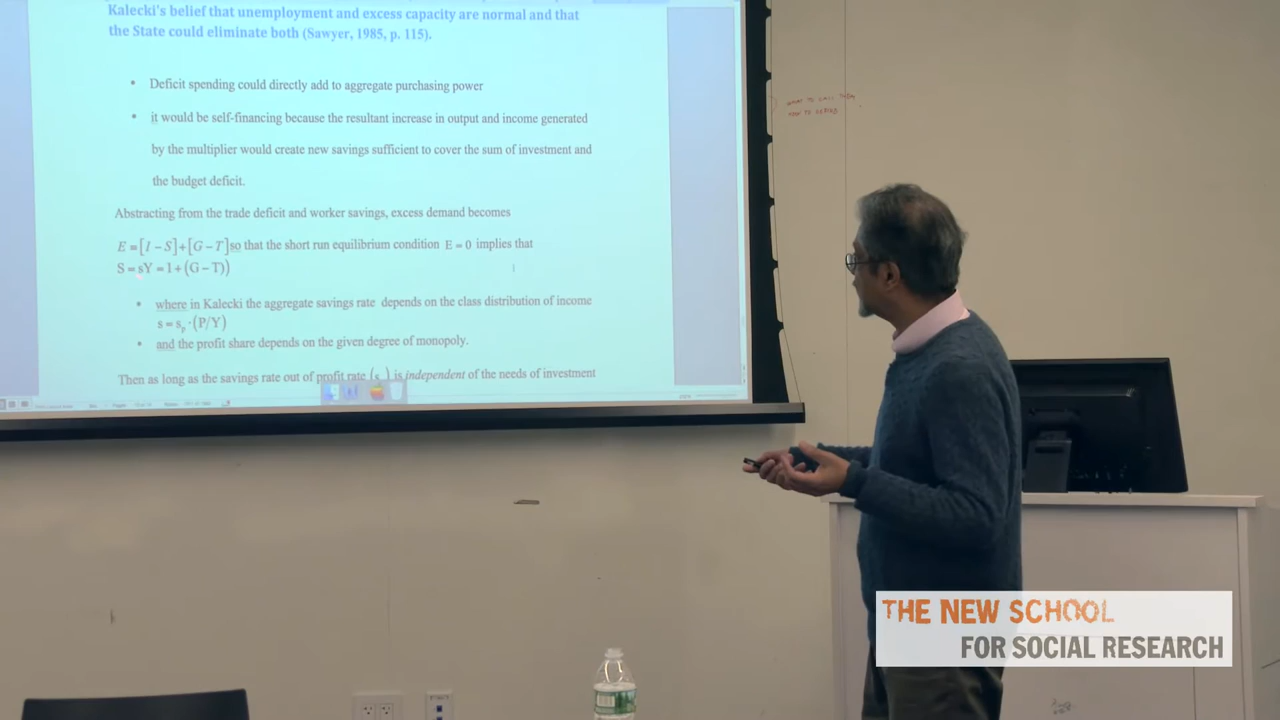 Kalecki's belief that unemployment and excess capacity are normal and that
the State could eliminate both (Sawyer, 1985, p. 115).
• Deficit spending could directly add to aggregate purchasing power
• it would be self-financing because the resultant increase in output and income generated
by the multiplier would create new savings sufficient to cover the sum of investment and
the budget deficit.
Abstracting from the trade deficit and worker savings, excess demand becomes
E = [I − S] + [G − T] so that the short run equilibrium condition E = 0 implies that
S = sY = I + (G − T))
• where in Kalecki the aggregate savings rate depends on the class distribution of income
s = sₚ · (P/Y)
• and the profit share depends on the given degree of monopoly.
Then as long as the savings rate out of profit rate (s ) is independent of the needs of investment
THE NEW SCHOOL
FOR SOCIAL RESEARCH